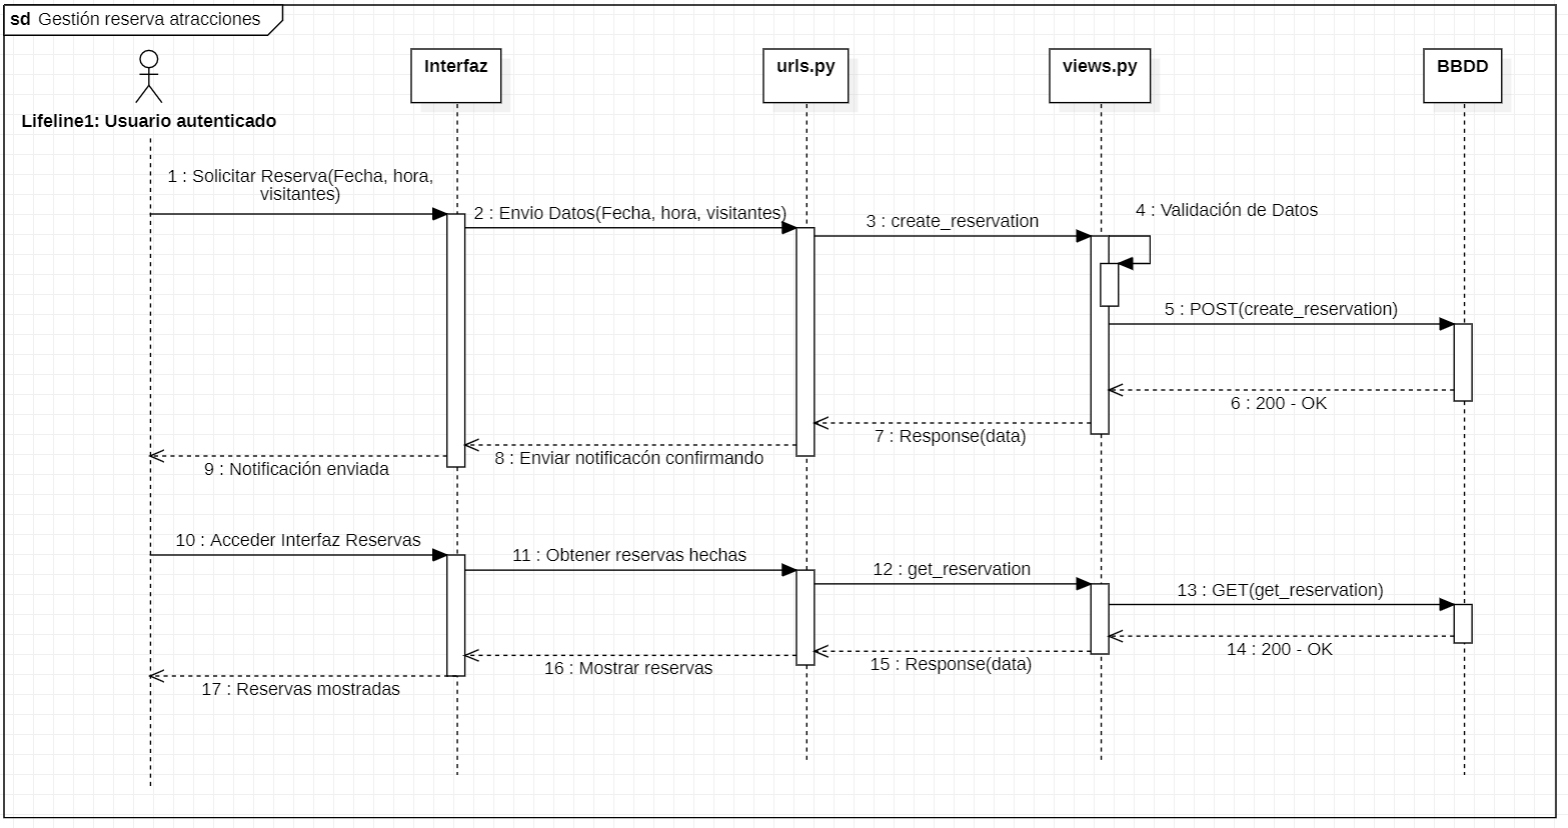 sd Gestión reserva atracciones
Interfaz
urls.py
views.py
BBDD
Lifeline1: Usuario autenticado
1 : Solicitar Reserva(Fecha, hora,
visitantes)
2 : Envio Datos(Fecha, hora, visitantes)
3 : create_reservation
4 : Validación de Datos
5 : POST(create_reservation)
6 : 200 - OK
7 : Response(data)
8 : Enviar notificacón confirmando
9 : Notificación enviada
10 : Acceder Interfaz Reservas
11 : Obtener reservas hechas
12 : get_reservation
13 : GET(get_reservation)
14 : 200 - OK
15 : Response(data)
16 : Mostrar reservas
17 : Reservas mostradas